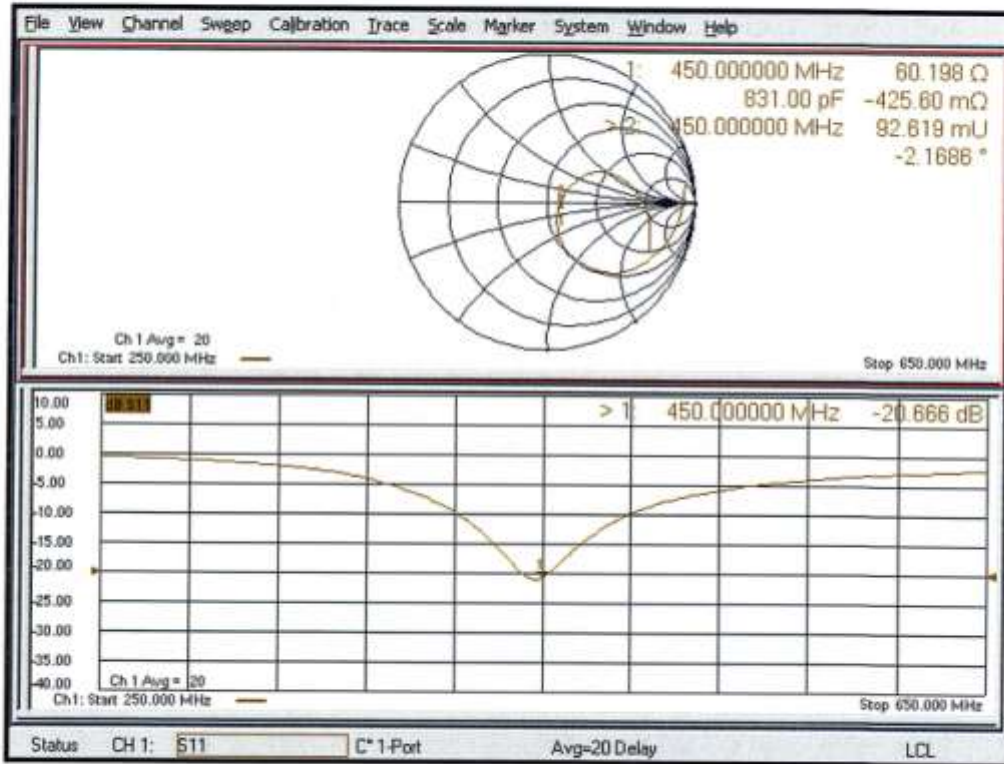 File View Channel Sweep Calibration Trace Scale Marker System Window Help
1: 450.000000 MHz 60.198 Ω
831.00 pF -425.60 mΩ
> 2: 450.000000 MHz 92.619 mU
-2.1686 °
Ch 1 Avg = 20
Ch1: Start 250.000 MHz
Stop 650.000 MHz
10.00
dB S11
> 1: 450.000000 MHz -20.666 dB
5.00
0.00
-5.00
-10.00
-15.00
-20.00
-25.00
-30.00
-35.00
-40.00
1
Ch 1 Avg = 20
Ch1: Start 250.000 MHz
Stop 650.000 MHz
Status CH 1: S11 C* 1-Port Avg=20 Delay LCL